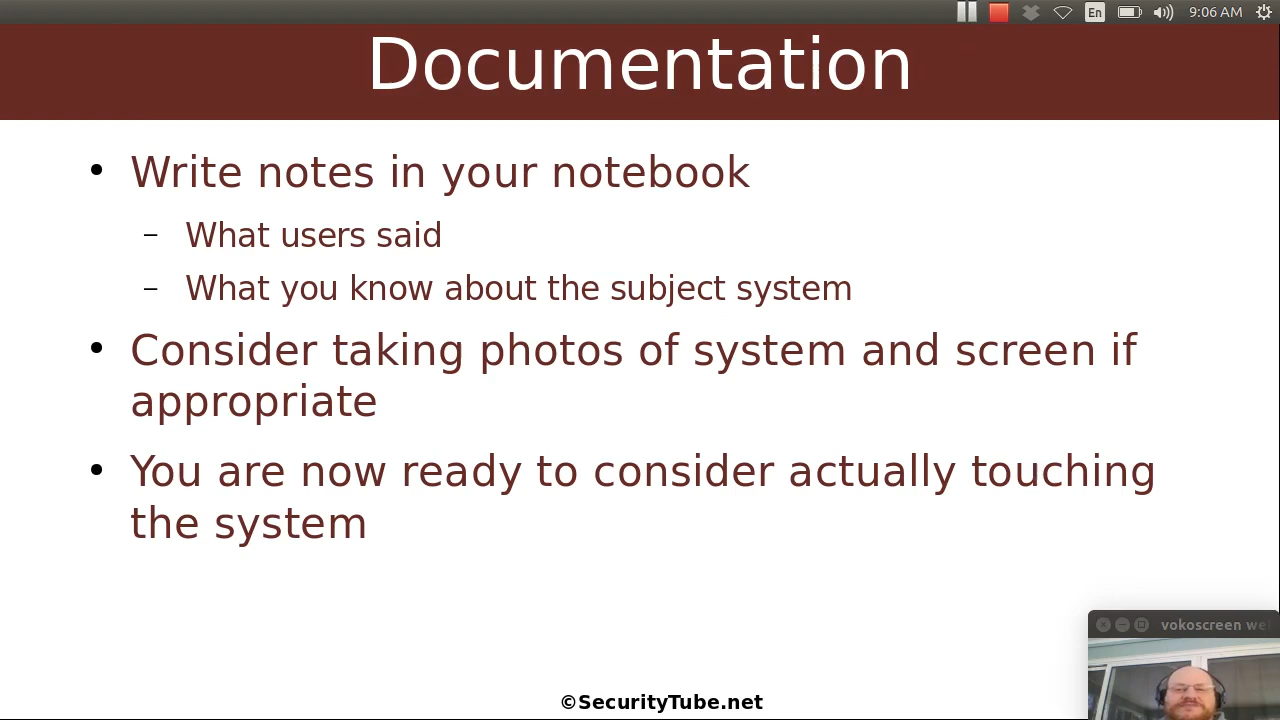 En 9:06 AM
Documentation
• Write notes in your notebook
– What users said
– What you know about the subject system
• Consider taking photos of system and screen if
appropriate
• You are now ready to consider actually touching
the system
vokoscreen we
©SecurityTube.net